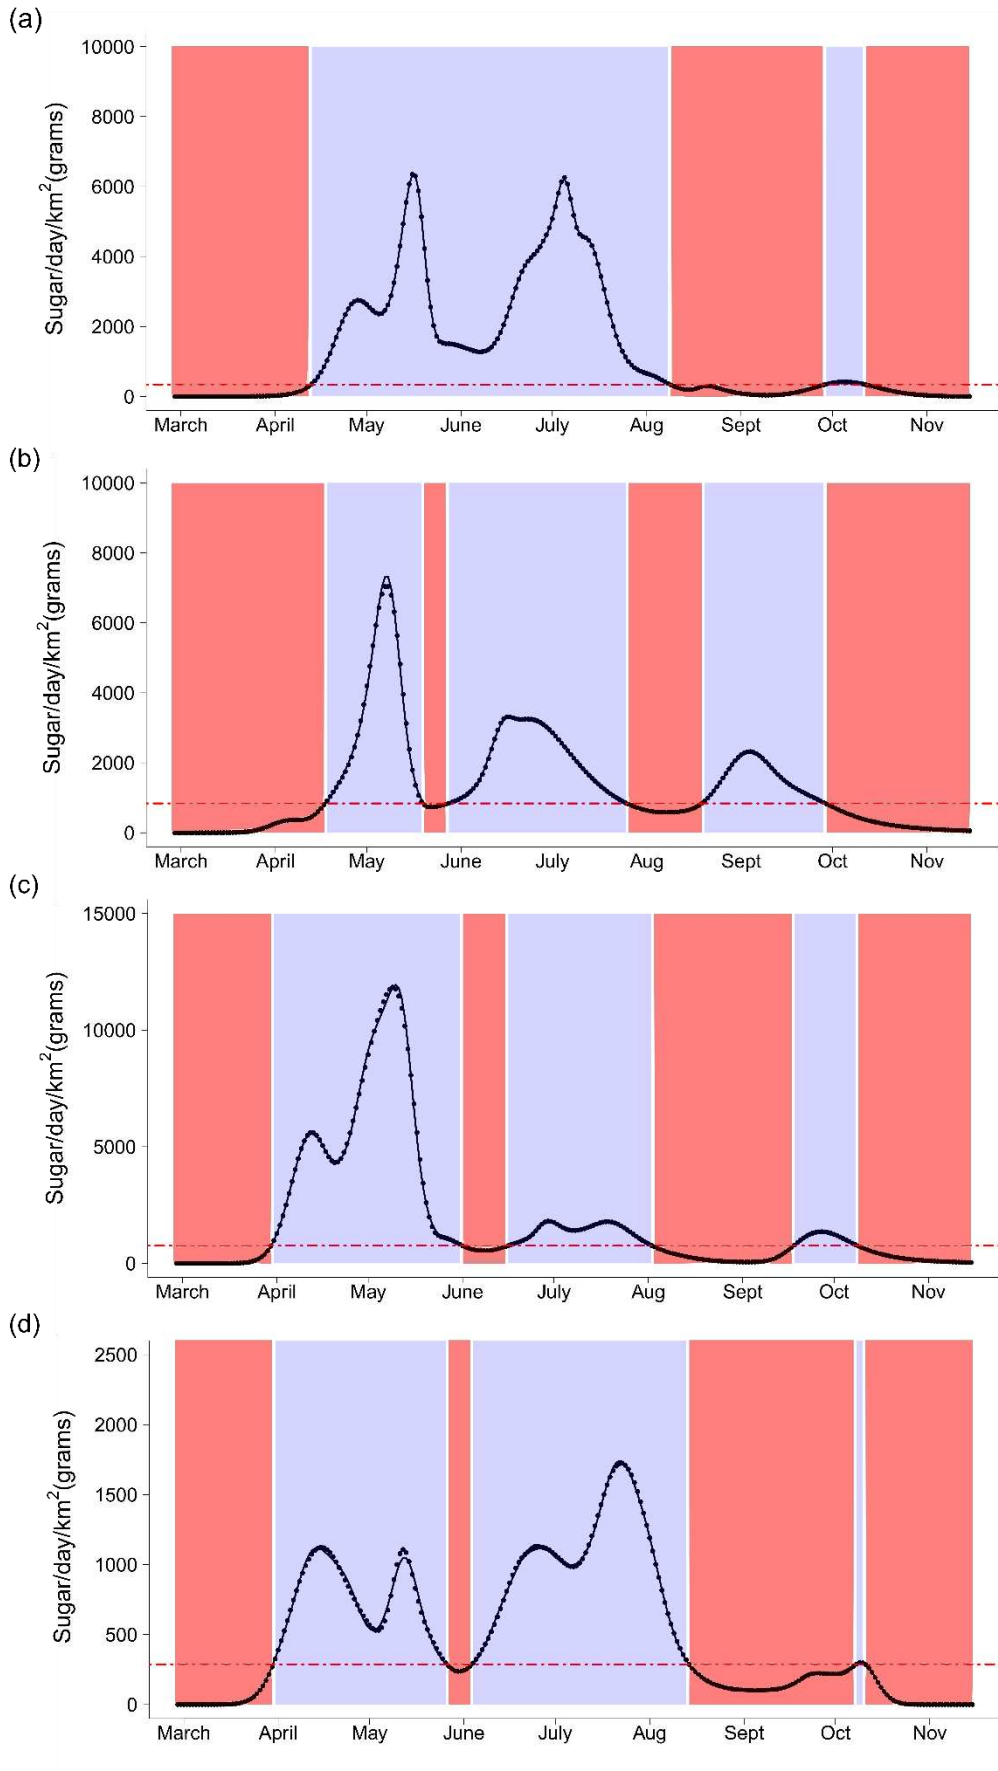 (a)
10000
8000
6000
4000
2000
0
Sugar/day/km²(grams)
March April May June July Aug Sept Oct Nov
(b)
10000
8000
6000
4000
2000
0
Sugar/day/km²(grams)
March April May June July Aug Sept Oct Nov
(c)
15000
10000
5000
0
Sugar/day/km²(grams)
March April May June July Aug Sept Oct Nov
(d)
2500
2000
1500
1000
500
0
Sugar/day/km²(grams)
March April May June July Aug Sept Oct Nov